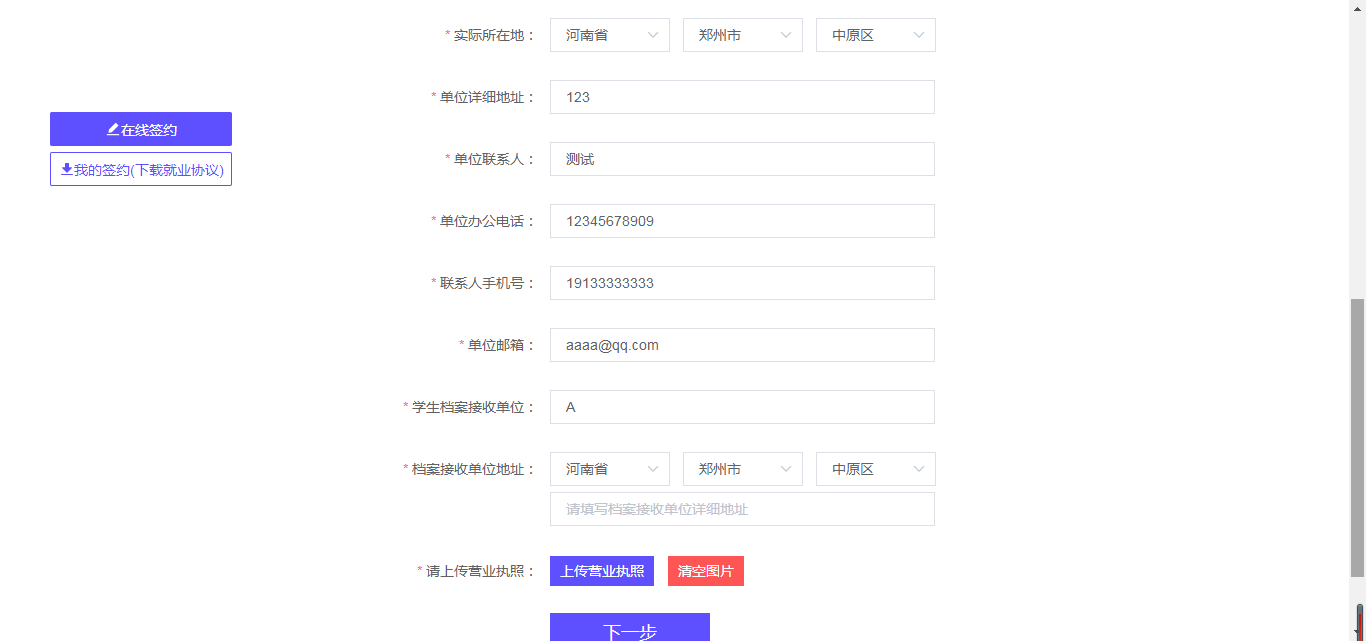 * 实际所在地： 河南省 郑州市 中原区
* 单位详细地址： 123
在线签约
* 单位联系人： 测试
我的签约(下载就业协议)
* 单位办公电话： 12345678909
* 联系人手机号： 19133333333
* 单位邮箱： aaaa@qq.com
* 学生档案接收单位： A
* 档案接收单位地址： 河南省 郑州市 中原区
请填写档案接收单位详细地址
* 请上传营业执照： 上传营业执照 清空图片
下一步